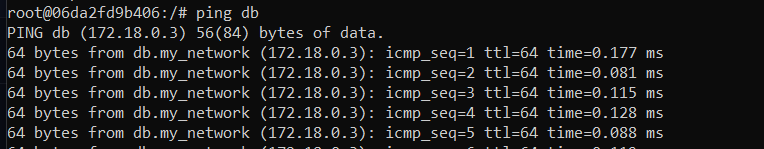 root@06da2fd9b406:/# ping db
PING db (172.18.0.3) 56(84) bytes of data.
64 bytes from db.my_network (172.18.0.3): icmp_seq=1 ttl=64 time=0.177 ms
64 bytes from db.my_network (172.18.0.3): icmp_seq=2 ttl=64 time=0.081 ms
64 bytes from db.my_network (172.18.0.3): icmp_seq=3 ttl=64 time=0.115 ms
64 bytes from db.my_network (172.18.0.3): icmp_seq=4 ttl=64 time=0.128 ms
64 bytes from db.my_network (172.18.0.3): icmp_seq=5 ttl=64 time=0.088 ms